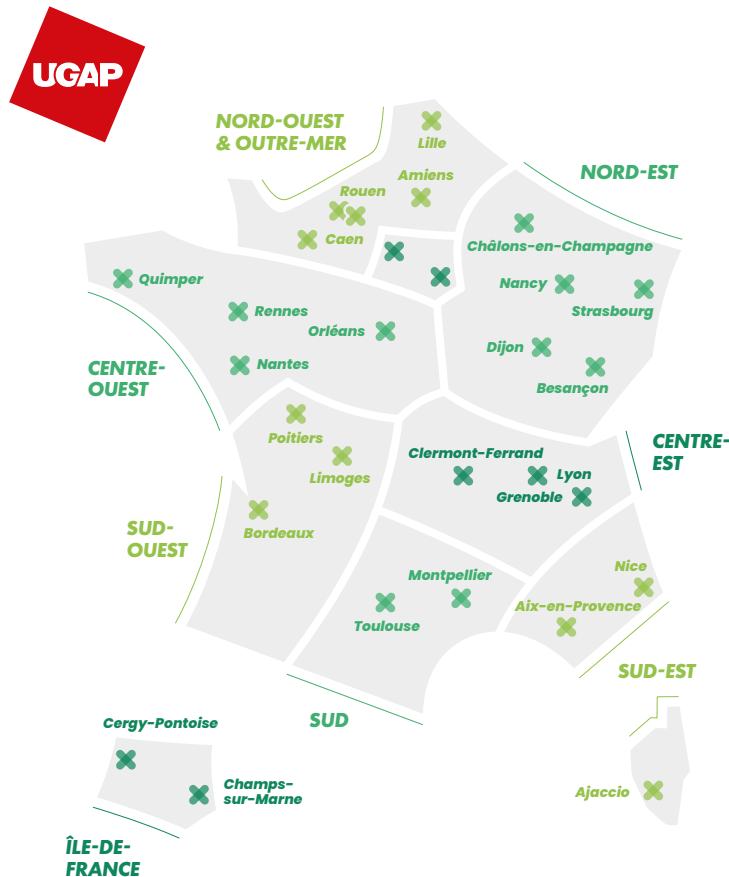 UGAP
NORD-OUEST
& OUTRE-MER
Lille
Amiens
Rouen
Caen
NORD-EST
Châlons-en-Champagne
Nancy
Strasbourg
Dijon
Besançon
Quimper
Rennes
Orléans
Nantes
CENTRE-
OUEST
Poitiers
Limoges
Bordeaux
SUD-
OUEST
Clermont-Ferrand
Lyon
Grenoble
CENTRE-
EST
Montpellier
Toulouse
SUD
Nice
Aix-en-Provence
SUD-EST
Ajaccio
Cergy-Pontoise
Champs-
sur-Marne
ÎLE-DE-
FRANCE